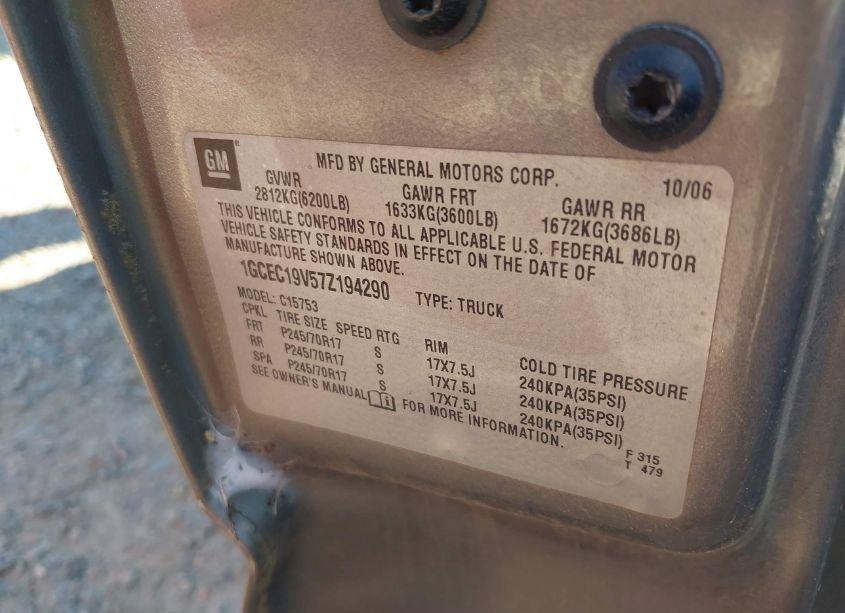 GM
MFD BY GENERAL MOTORS CORP. 10/06
GVWR GAWR FRT GAWR RR
2812KG(6200LB) 1633KG(3600LB) 1672KG(3686LB)
THIS VEHICLE CONFORMS TO ALL APPLICABLE U.S. FEDERAL MOTOR
VEHICLE SAFETY STANDARDS IN EFFECT ON THE DATE OF
MANUFACTURE SHOWN ABOVE.
1GCEC19V57Z194290 TYPE: TRUCK
MODEL: C15753
CPKL TIRE SIZE SPEED RTG RIM COLD TIRE PRESSURE
FRT P245/70R17 S 17X7.5J 240KPA(35PSI)
RR P245/70R17 S 17X7.5J 240KPA(35PSI)
SPA P245/70R17 S 17X7.5J 240KPA(35PSI)
SEE OWNER'S MANUAL FOR MORE INFORMATION.
F 315
T 479